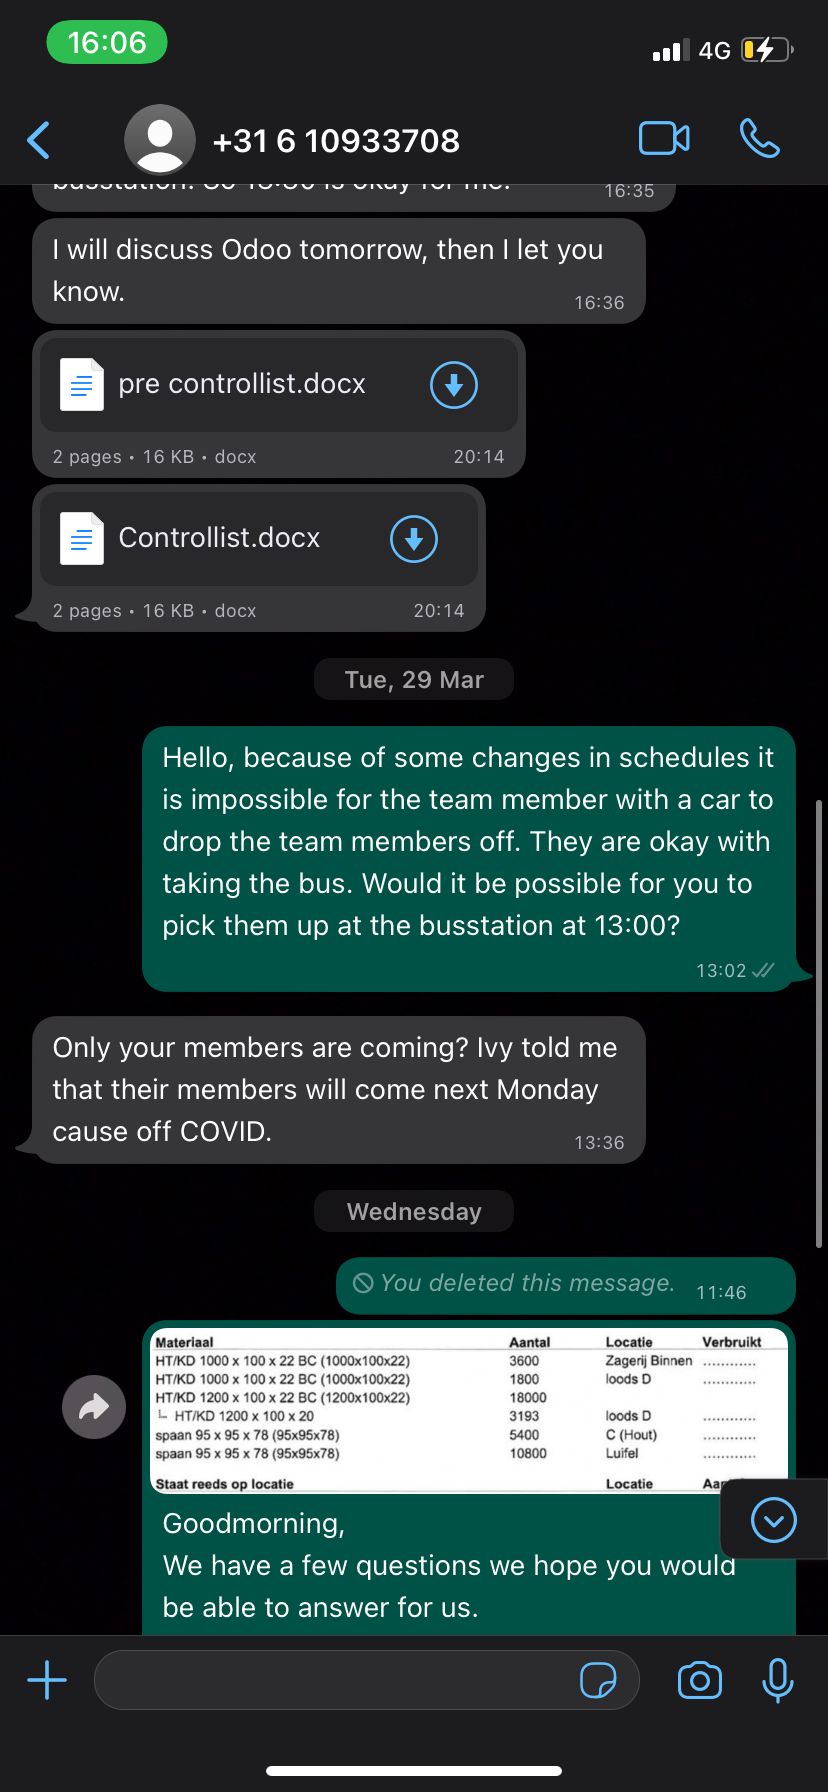 16:06
4G
+31 6 10933708
busstation. So 13:30 is okay for me.
16:35
I will discuss Odoo tomorrow, then I let you
know.
16:36
pre controllist.docx
2 pages • 16 KB • docx
20:14
Controllist.docx
2 pages • 16 KB • docx
20:14
Tue, 29 Mar
Hello, because of some changes in schedules it
is impossible for the team member with a car to
drop the team members off. They are okay with
taking the bus. Would it be possible for you to
pick them up at the busstation at 13:00?
13:02
Only your members are coming? Ivy told me
that their members will come next Monday
cause off COVID.
13:36
Wednesday
You deleted this message.
11:46
Materiaal Aantal Locatie Verbruikt
HT/KD 1000 x 100 x 22 BC (1000x100x22) 3600 Zagerij Binnen ............
HT/KD 1000 x 100 x 22 BC (1000x100x22) 1800 loods D ............
HT/KD 1200 x 100 x 22 BC (1200x100x22) 18000
HT/KD 1200 x 100 x 20 3193 loods D ............
spaan 95 x 95 x 78 (95x95x78) 5400 C (Hout) ............
spaan 95 x 95 x 78 (95x95x78) 10800 Luifel ............
Staat reeds op locatie Locatie
Goodmorning,
We have a few questions we hope you would
be able to answer for us.